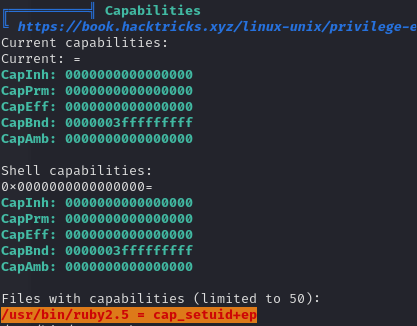 Capabilities
https://book.hacktricks.xyz/linux-unix/privilege-e
Current capabilities:
Current: =
CapInh: 0000000000000000
CapPrm: 0000000000000000
CapEff: 0000000000000000
CapBnd: 0000003fffffffff
CapAmb: 0000000000000000
Shell capabilities:
0x0000000000000000=
CapInh: 0000000000000000
CapPrm: 0000000000000000
CapEff: 0000000000000000
CapBnd: 0000003fffffffff
CapAmb: 0000000000000000
Files with capabilities (limited to 50):
/usr/bin/ruby2.5 = cap_setuid+ep